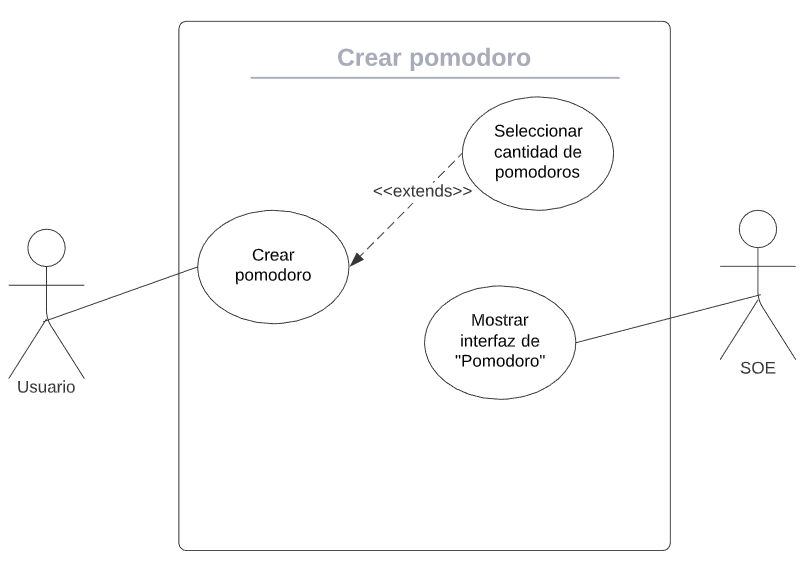 Crear pomodoro
Seleccionar
cantidad de
pomodoros
<<extends>>
Crear
pomodoro
Mostrar
interfaz de
"Pomodoro"
Usuario
SOE